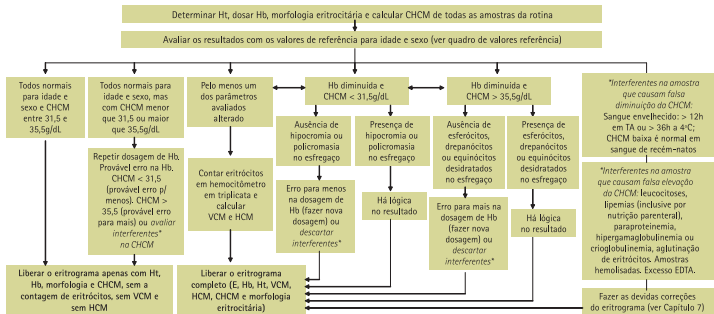 Determinar Ht, dosar Hb, morfologia eritrocitária e calcular CHCM de todas as amostras da rotina
Avaliar os resultados com os valores de referência para idade e sexo (ver quadro de valores referência)
Todos normais
para idade e
sexo e CHCM
entre 31,5 e
35,5g/dL
Todos normais
para idade e
sexo, mas
com CHCM menor
que 31,5 ou maior
que 35,5g/dL
Repetir dosagem de Hb.
Provável erro na Hb.
CHCM < 31,5
(provável erro p/
menos). CHCM >
35,5 (provável erro
para mais) ou avaliar
interferentes*
na CHCM
Liberar o eritrograma apenas com Ht,
Hb, morfologia e CHCM, sem a
contagem de eritrócitos, sem VCM e
sem HCM
Pelo menos um
dos parâmetros
avaliados
alterado
Contar eritrócitos
em hemocitômetro
em triplicata e
calcular
VCM e HCM
Liberar o eritrograma
completo (E, Hb, Ht, VCM,
HCM, CHCM e morfologia
eritrocitária)
Hb diminuída e
CHCM < 31,5g/dL
Ausência de
hipocromia ou
policromasia
no esfregaço
Erro para menos
na dosagem de
Hb (fazer nova
dosagem) ou
descartar
interferentes*
Presença de
hipocromia ou
policromasia
no esfregaço
Há lógica
no resultado
Hb diminuída e
CHCM > 35,5g/dL
Ausência de
esferócitos,
drepanócitos
ou equinócitos
desidratados
no esfregaço
Erro para mais na
dosagem de Hb
(fazer nova
dosagem) ou
descartar
interferentes*
Presença de
esferócitos,
drepanócitos
ou equinócitos
desidratados
no esfregaço
Há lógica
no resultado
*Interferentes na amostra
que causam falsa
diminuição da CHCM:
Sangue envelhecido: > 12h
em TA ou > 36h a 4ºC;
CHCM baixa é normal em
sangue de recém-natos
*Interferentes na amostra
que causam falsa elevação
da CHCM: leucocitoses,
lipemias (inclusive por
nutrição parenteral),
paraproteinemia,
hipergamaglobulinemia ou
crioglobulinemia,
aglutinação de
eritrócitos. Amostras
hemolisadas. Excesso EDTA.
Fazer as devidas correções
do eritrograma (ver Capítulo 7)